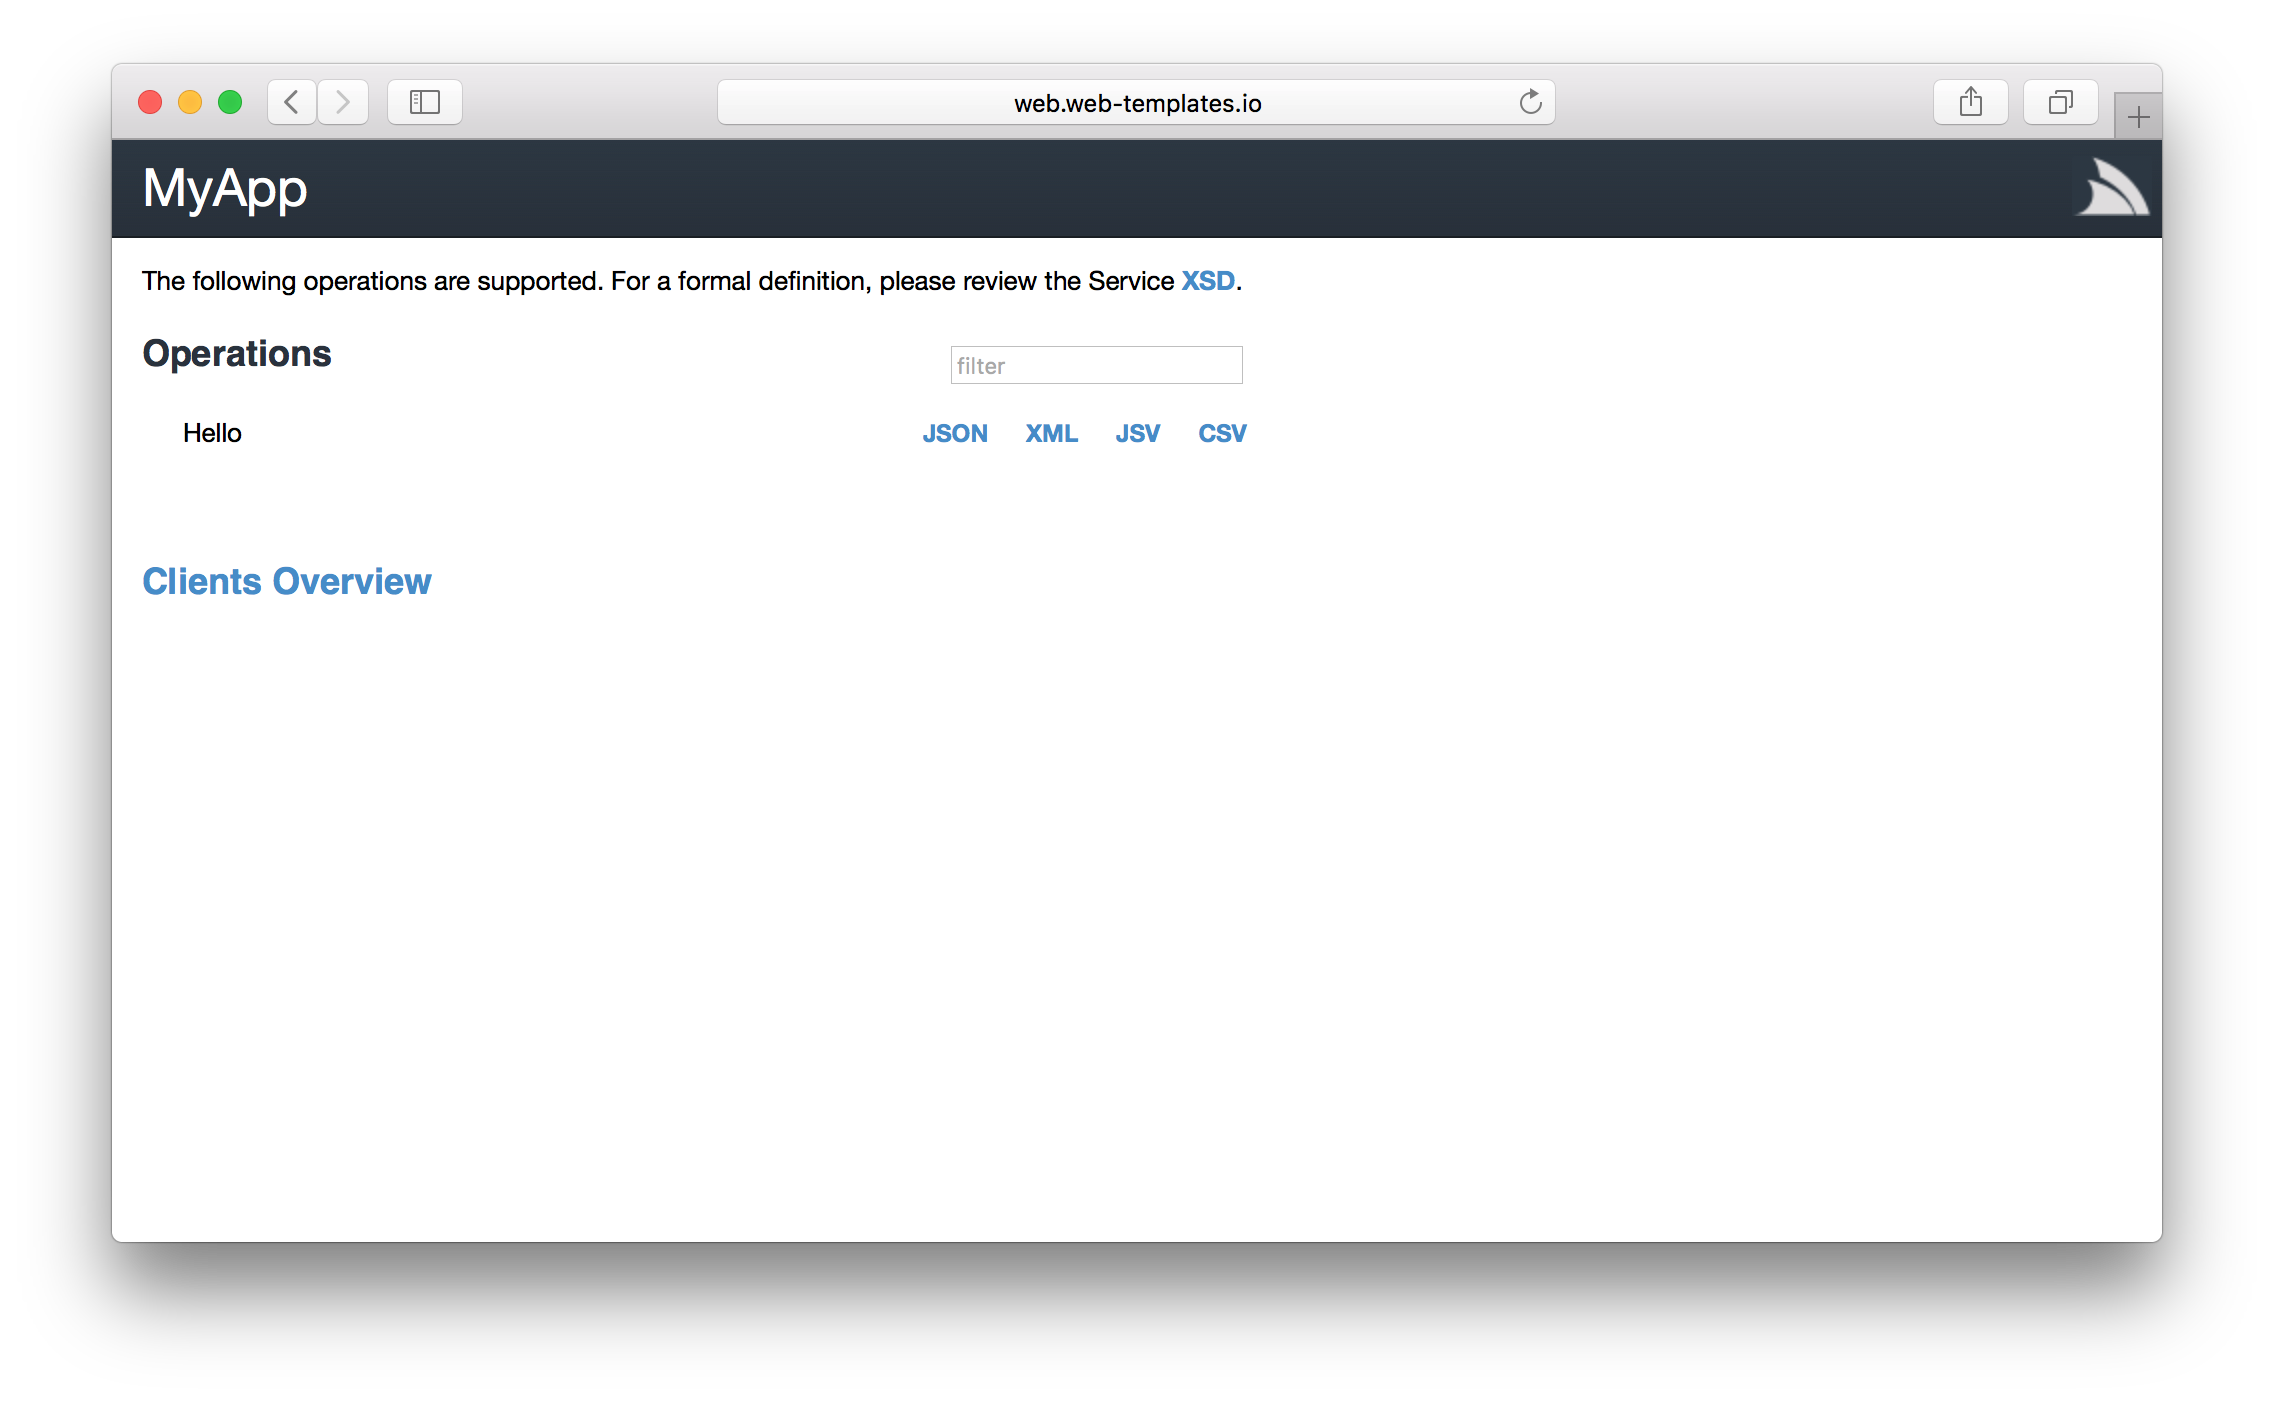 web.web-templates.io
MyApp
The following operations are supported. For a formal definition, please review the Service XSD.
Operations
filter
Hello JSON XML JSV CSV
Clients Overview